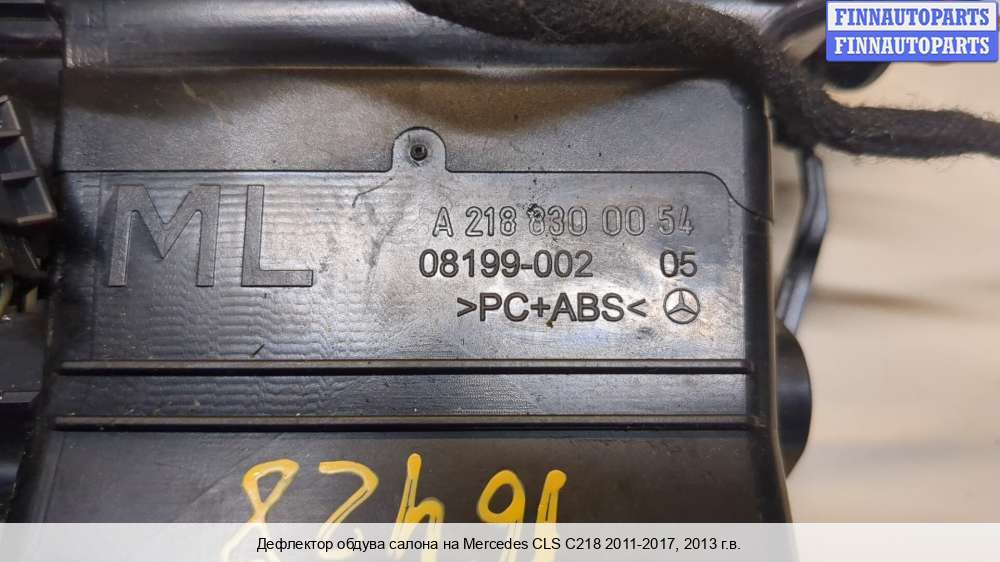 FINNAUTOPARTS
FINNAUTOPARTS
ML
A 218 830 00 54
08199-002 05
>PC+ABS<
16428
Дефлектор обдува салона на Mercedes CLS C218 2011-2017, 2013 г.в.